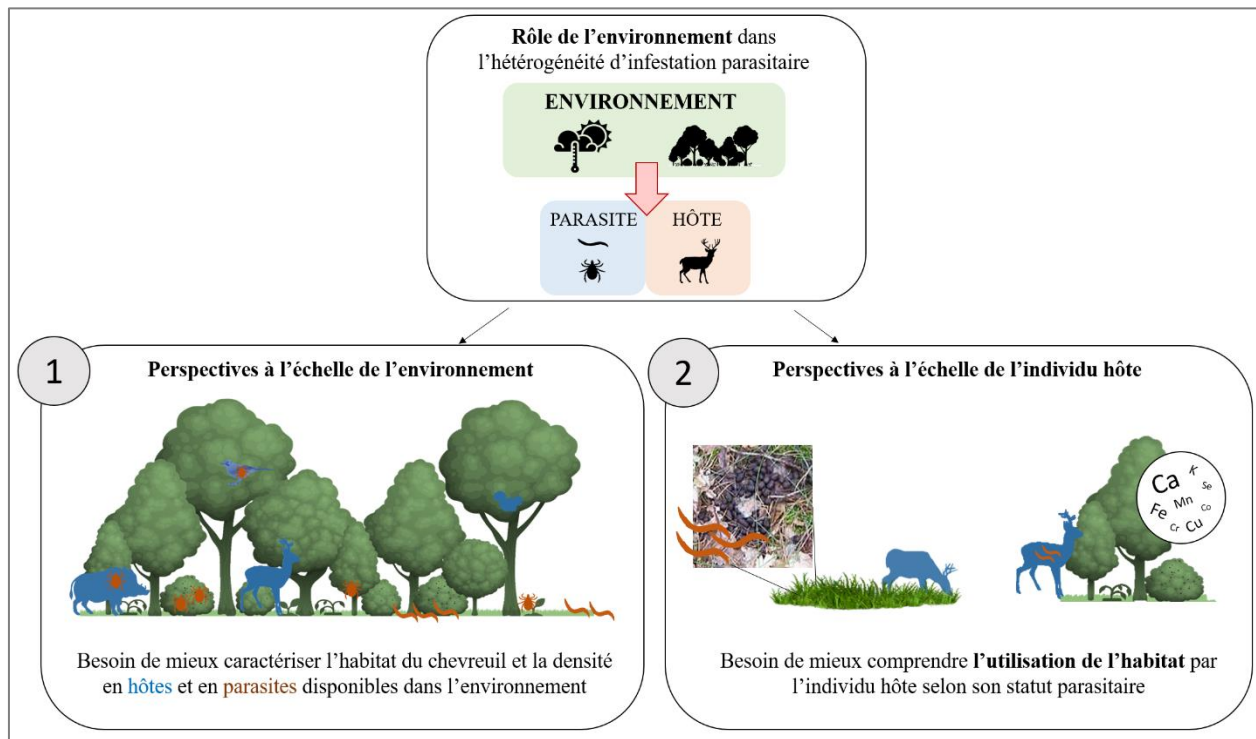 Rôle de l'environnement dans
l'hétérogénéité d'infestation parasitaire
ENVIRONNEMENT
PARASITE
HÔTE
1
Perspectives à l'échelle de l'environnement
Besoin de mieux caractériser l'habitat du chevreuil et la densité
en hôtes et en parasites disponibles dans l'environnement
2
Perspectives à l'échelle de l'individu hôte
Ca
K
Se
Mn
Fe
Co
Cr
Cu
Besoin de mieux comprendre l'utilisation de l'habitat par
l'individu hôte selon son statut parasitaire